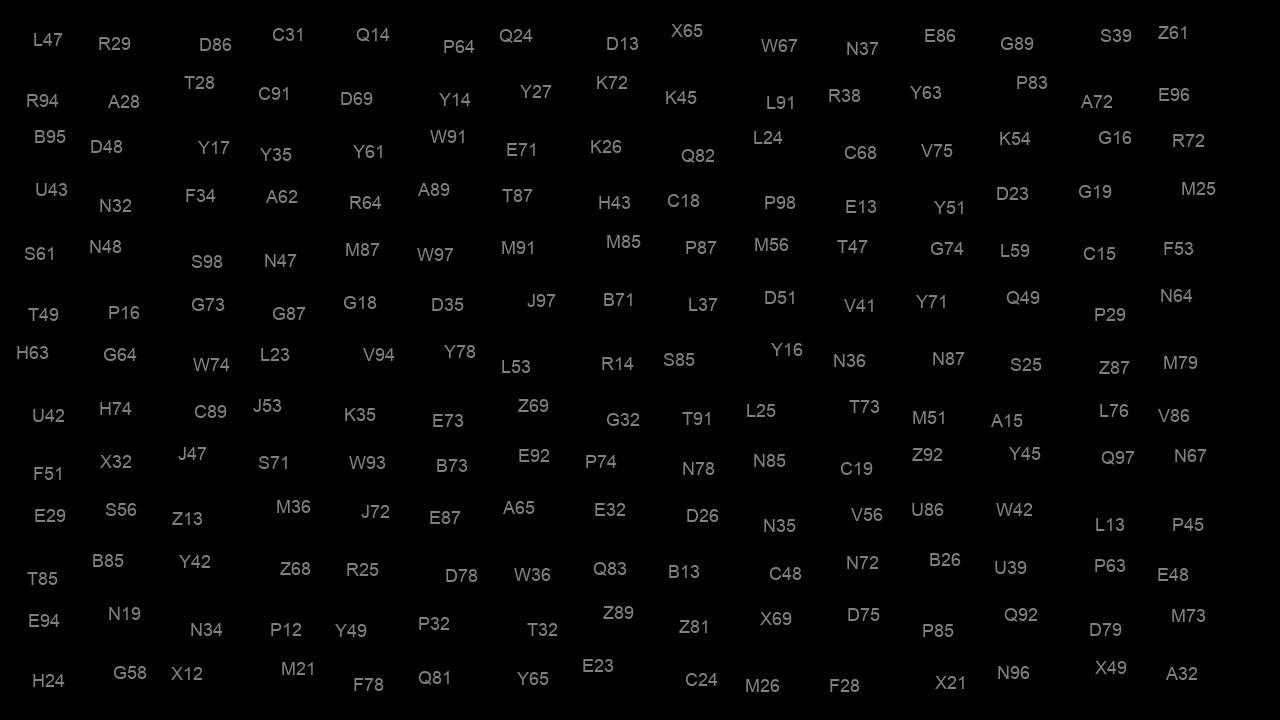 L47 R29 D86 C31 Q14 P64 Q24 D13 X65 W67 N37 E86 G89 S39 Z61
R94 A28 T28 C91 D69 Y14 Y27 K72 K45 L91 R38 Y63 P83 A72 E96
B95 D48 Y17 Y35 Y61 W91 E71 K26 Q82 L24 C68 V75 K54 G16 R72
U43 N32 F34 A62 R64 A89 T87 H43 C18 P98 E13 Y51 D23 G19 M25
S61 N48 S98 N47 M87 W97 M91 M85 P87 M56 T47 G74 L59 C15 F53
T49 P16 G73 G87 G18 D35 J97 B71 L37 D51 V41 Y71 Q49 P29 N64
H63 G64 W74 L23 V94 Y78 L53 R14 S85 Y16 N36 N87 S25 Z87 M79
U42 H74 C89 J53 K35 E73 Z69 G32 T91 L25 T73 M51 A15 L76 V86
F51 X32 J47 S71 W93 B73 E92 P74 N78 N85 C19 Z92 Y45 Q97 N67
E29 S56 Z13 M36 J72 E87 A65 E32 D26 N35 V56 U86 W42 L13 P45
T85 B85 Y42 Z68 R25 D78 W36 Q83 B13 C48 N72 B26 U39 P63 E48
E94 N19 N34 P12 Y49 P32 T32 Z89 Z81 X69 D75 P85 Q92 D79 M73
H24 G58 X12 M21 F78 Q81 Y65 E23 C24 M26 F28 X21 N96 X49 A32